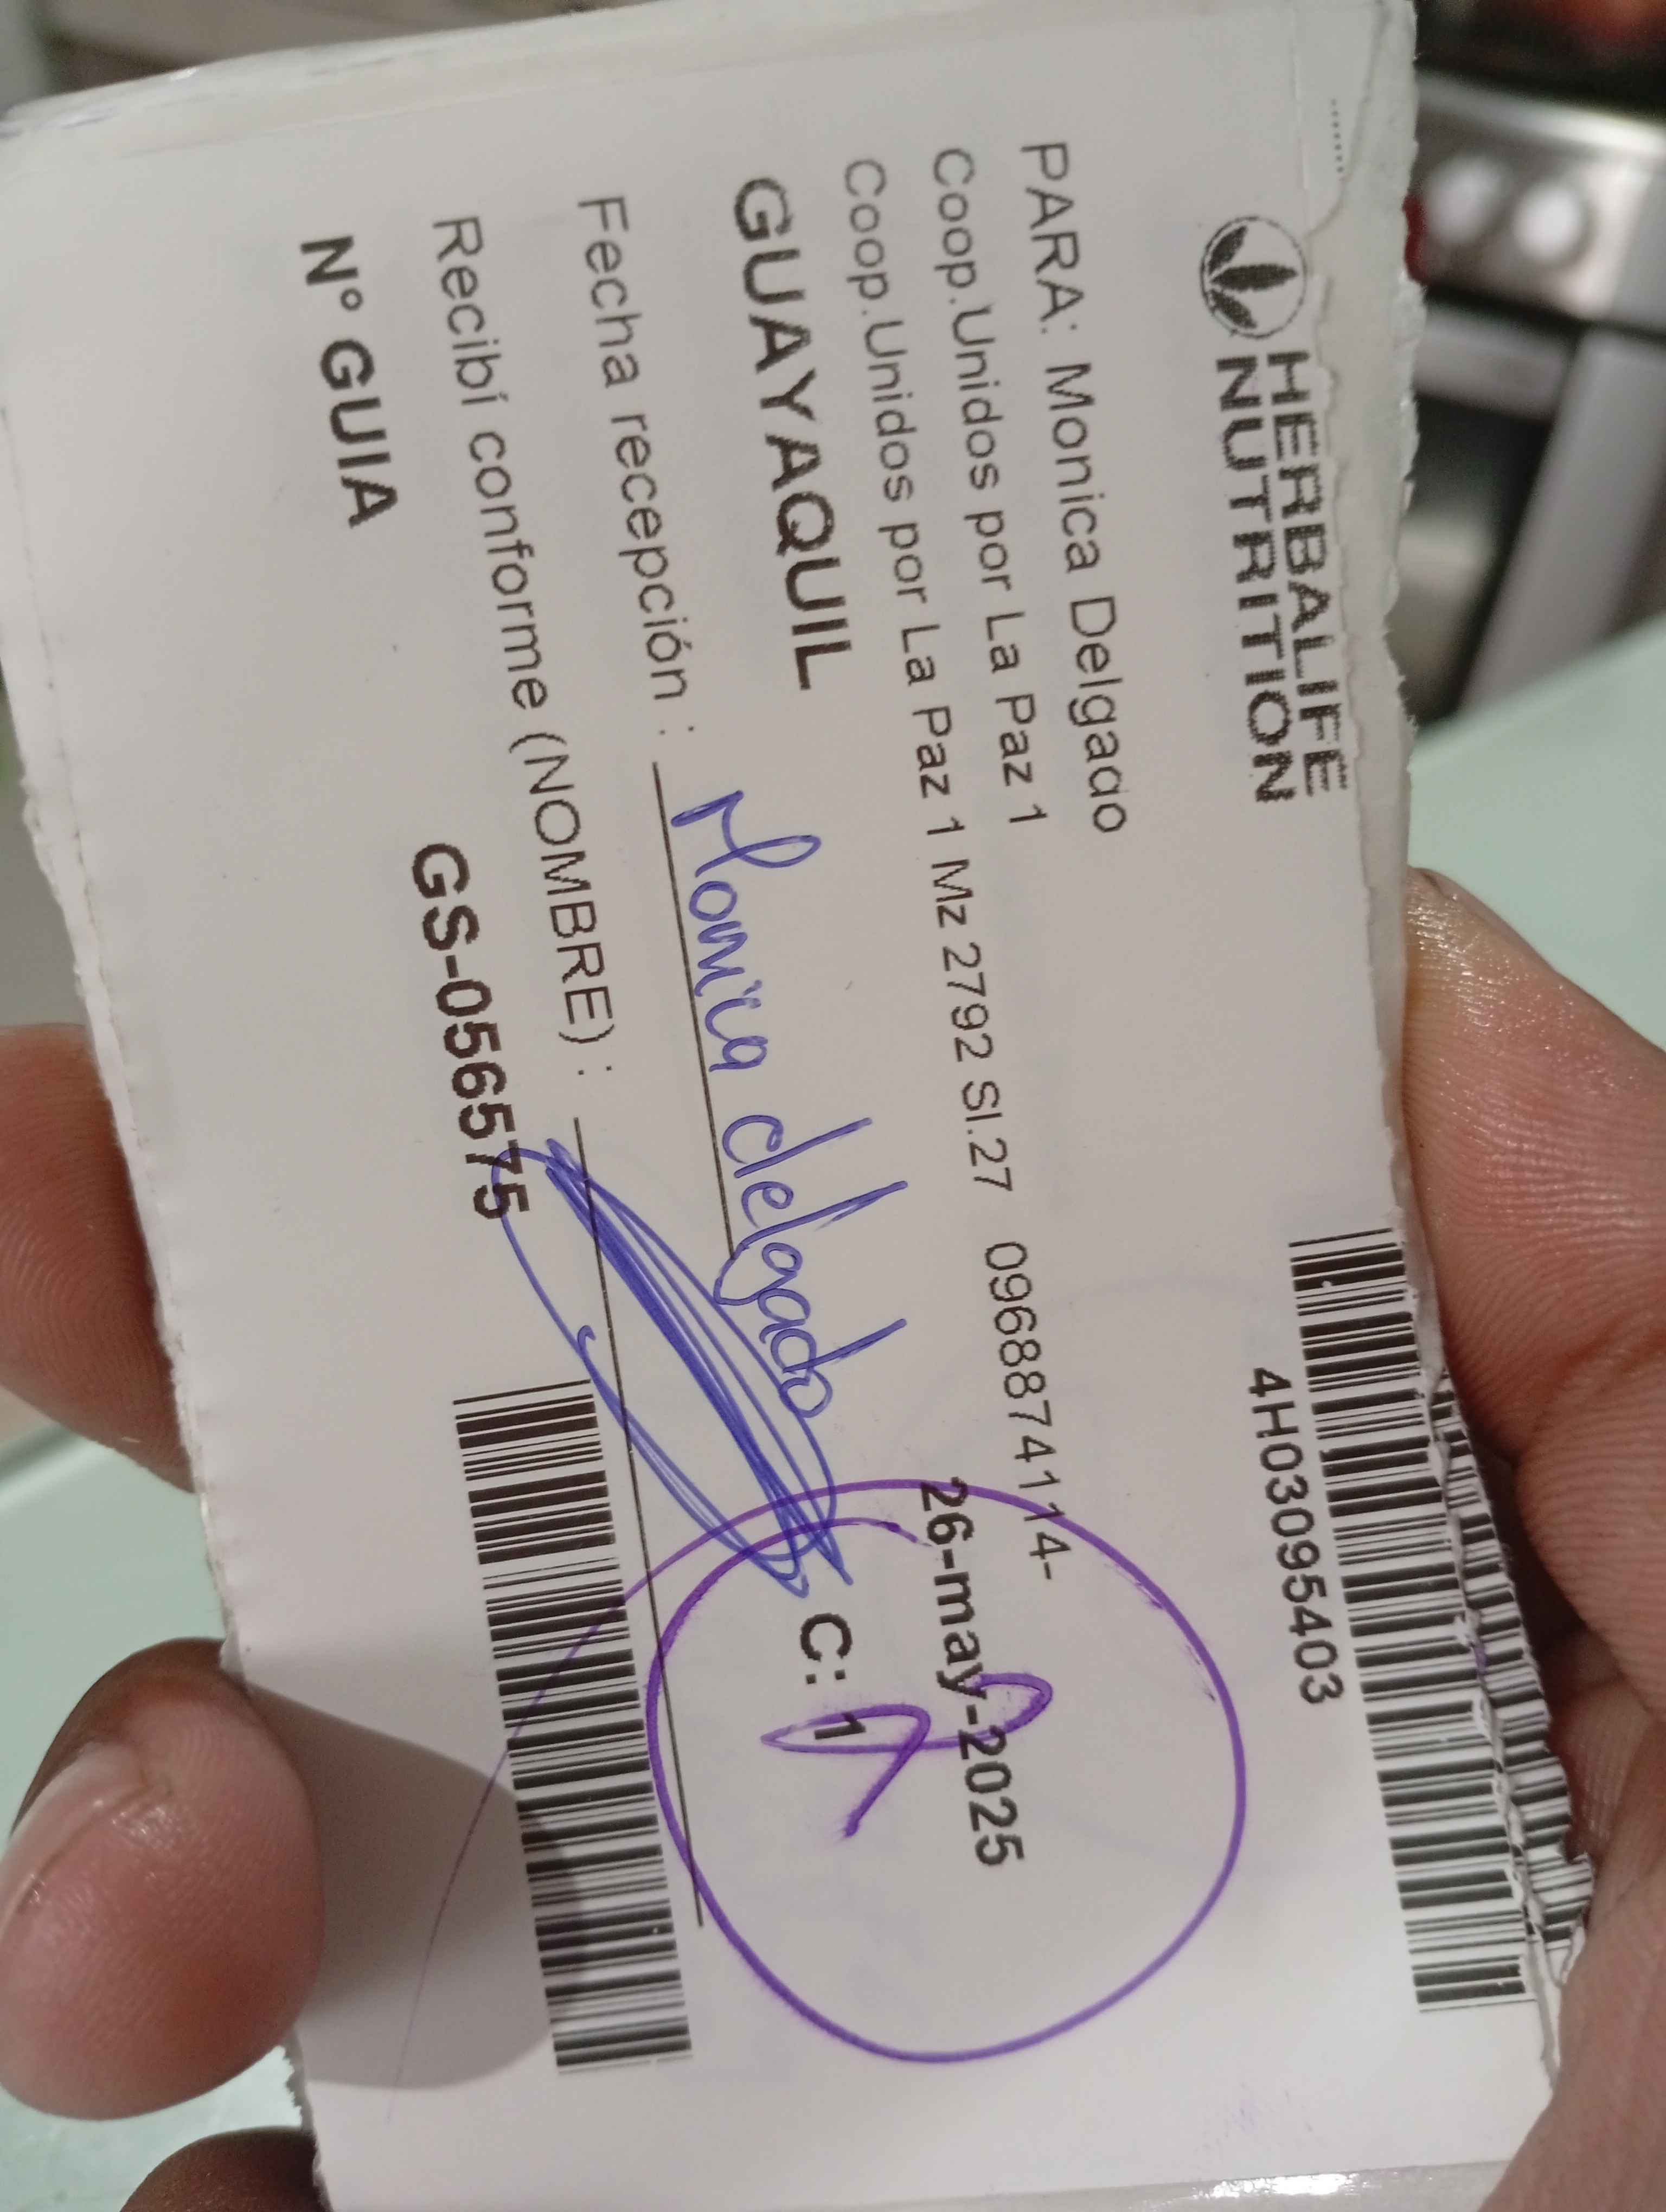 HERBALIFE
NUTRITION
4H03095403
PARA: Monica Delgado
Coop.Unidos por La Paz 1
Coop.Unidos por La Paz 1 Mz 2792 Sl.27 0968874114-
GUAYAQUIL
26-may-2025
Fecha recepción : Monica delgado
C: 1
Recibí conforme (NOMBRE) :
N° GUIA GS-056575